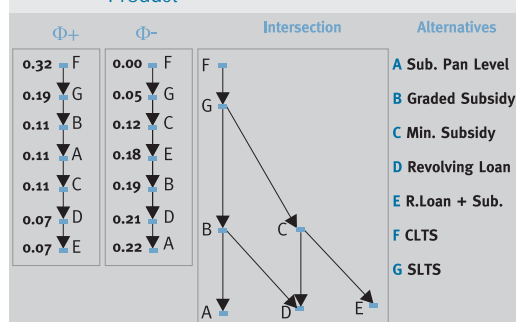 Product
Φ+ Φ- Intersection Alternatives
0.32 F 0.00 F F A Sub. Pan Level
0.19 G 0.05 G G B Graded Subsidy
0.11 B 0.12 C C Min. Subsidy
0.11 A 0.18 E D Revolving Loan
0.11 C 0.19 B E R.Loan + Sub.
0.07 D 0.21 D B C F CLTS
0.07 E 0.22 A G SLTS
A D E